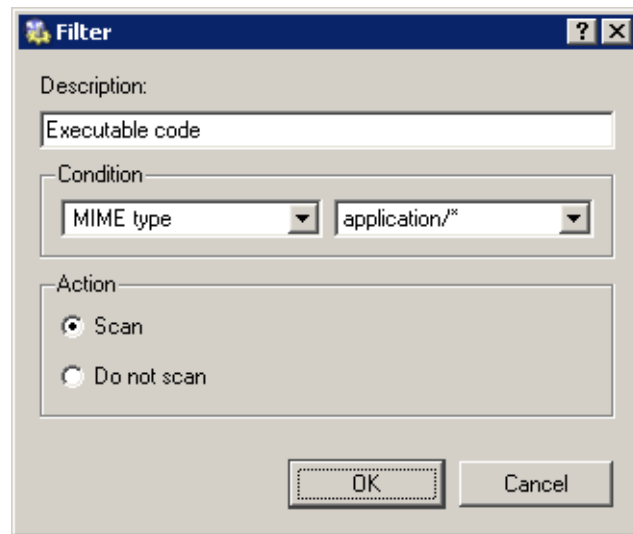 Filter
Description:
Executable code
Condition
MIME type application/*
Action
Scan
Do not scan
OK Cancel